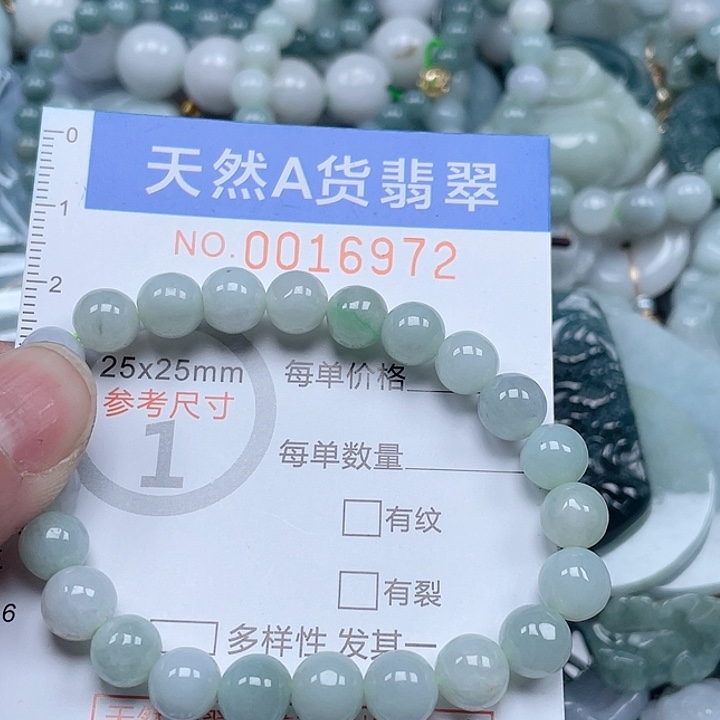 0
天然A货翡翠
1
NO.0016972
2
25x25mm
每单价格
参考尺寸
1
每单数量
有纹
有裂
6
多样性 发其一